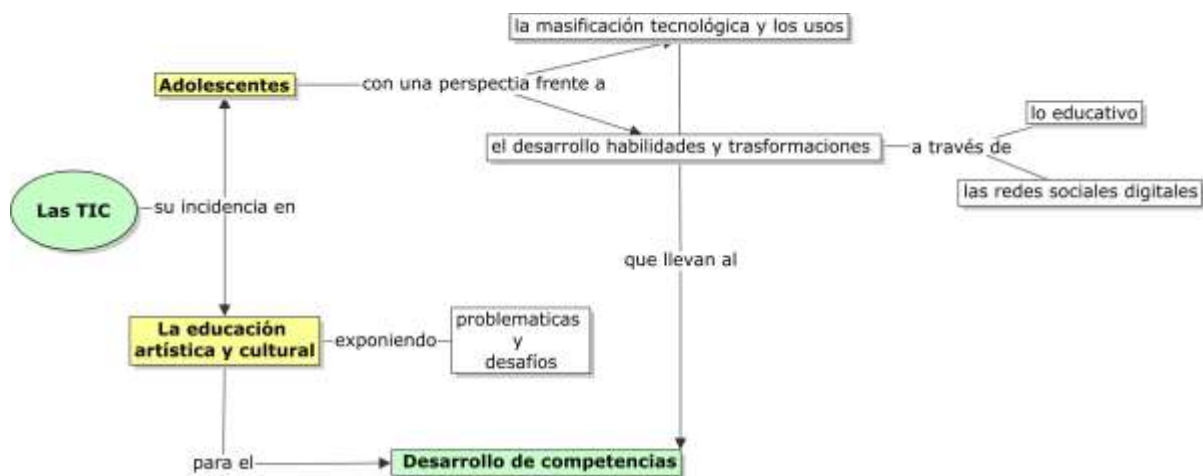 la masificación tecnológica y los usos
Adolescentes
con una perspectia frente a
lo educativo
el desarrollo habilidades y trasformaciones
a través de
las redes sociales digitales
Las TIC
su incidencia en
que llevan al
La educación
artística y cultural
exponiendo
problematicas
y
desafíos
para el
Desarrollo de competencias